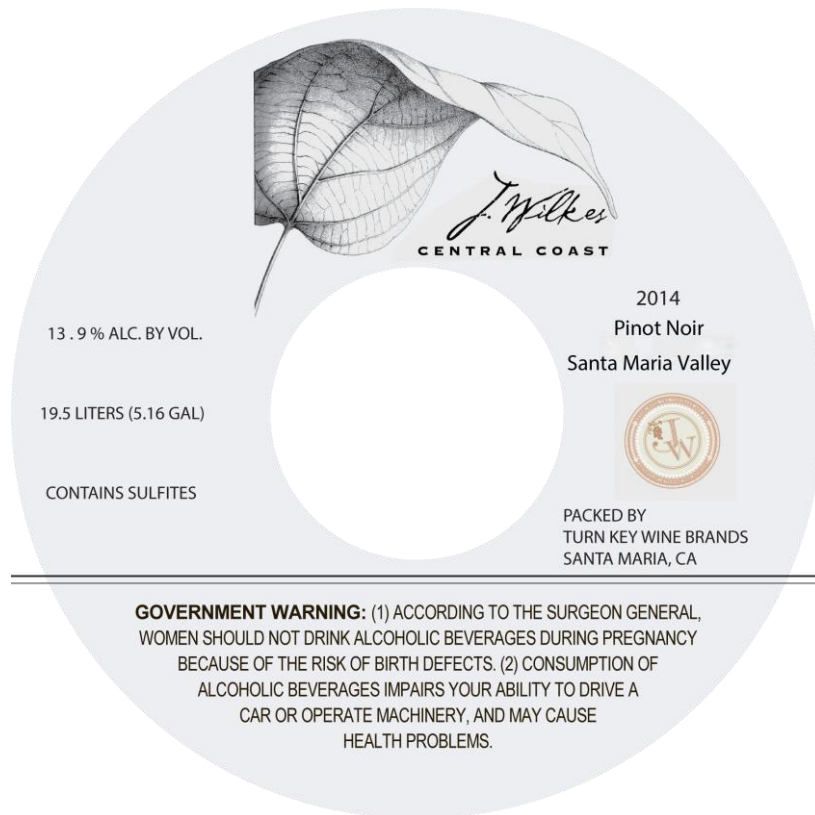 J. Wilkes
CENTRAL COAST
13 . 9 % ALC. BY VOL.
19.5 LITERS (5.16 GAL)
CONTAINS SULFITES
2014
Pinot Noir
Santa Maria Valley
JW
PACKED BY
TURN KEY WINE BRANDS
SANTA MARIA, CA
GOVERNMENT WARNING: (1) ACCORDING TO THE SURGEON GENERAL,
WOMEN SHOULD NOT DRINK ALCOHOLIC BEVERAGES DURING PREGNANCY
BECAUSE OF THE RISK OF BIRTH DEFECTS. (2) CONSUMPTION OF
ALCOHOLIC BEVERAGES IMPAIRS YOUR ABILITY TO DRIVE A
CAR OR OPERATE MACHINERY, AND MAY CAUSE
HEALTH PROBLEMS.